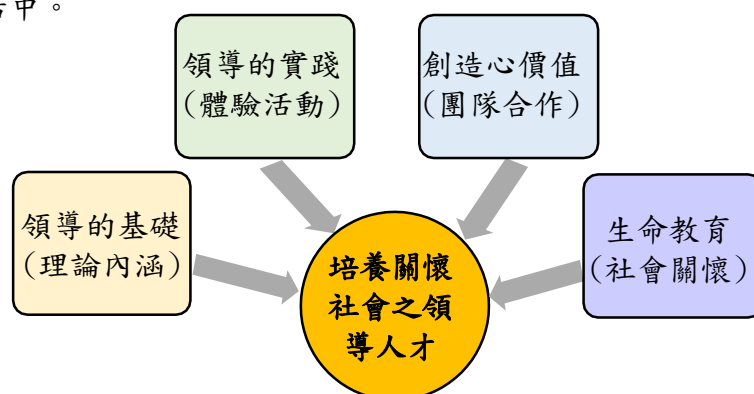 中。
領導的實踐
(體驗活動)
創造心價值
(團隊合作)
領導的基礎
(理論內涵)
生命教育
(社會關懷)
培養關懷
社會之領
導人才